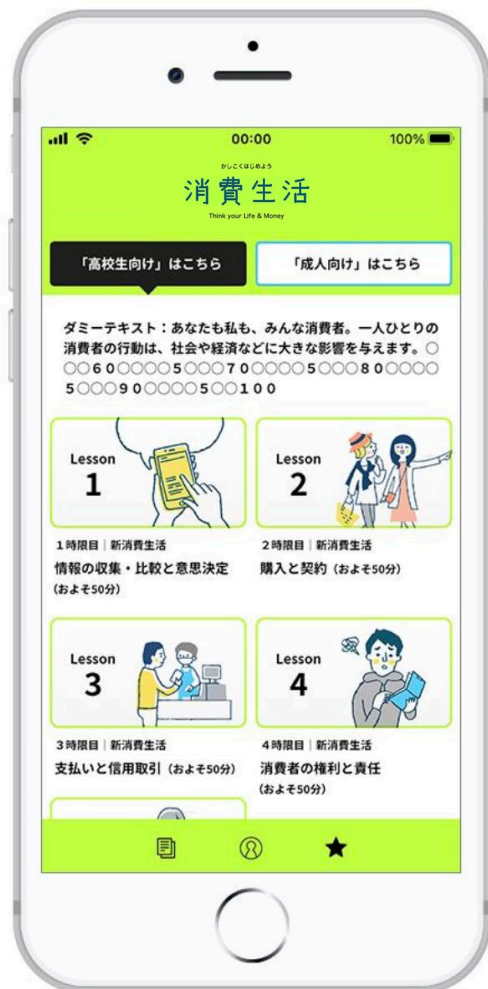 00:00
100%
かしこくはじめよう
消費生活
Think your Life & Money
「高校生向け」はこちら
「成人向け」はこちら
ダミーテキスト：あなたも私も、みんな消費者。一人ひとりの
消費者の行動は、社会や経済などに大きな影響を与えます。○
○○６０○○○○５○○○７０○○○○５○○○８０○○○○
５○○○９０○○○○５○○１００
Lesson
1
1時限目｜新消費生活
情報の収集・比較と意思決定
（およそ50分）
Lesson
2
2時限目｜新消費生活
購入と契約（およそ50分）
Lesson
3
3時限目｜新消費生活
支払いと信用取引（およそ50分）
Lesson
4
4時限目｜新消費生活
消費者の権利と責任
（およそ50分）